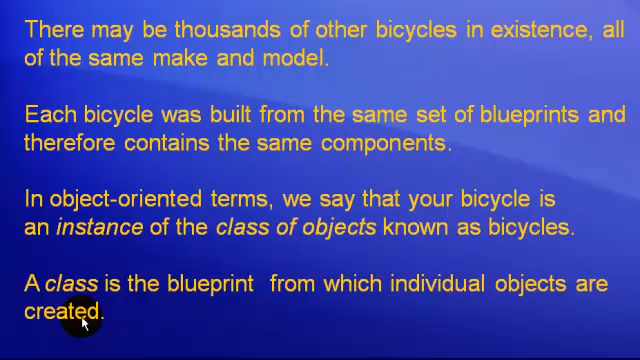 There may be thousands of other bicycles in existence, all
of the same make and model.
Each bicycle was built from the same set of blueprints and
therefore contains the same components.
In object-oriented terms, we say that your bicycle is
an instance of the class of objects known as bicycles.
A class is the blueprint from which individual objects are
created.